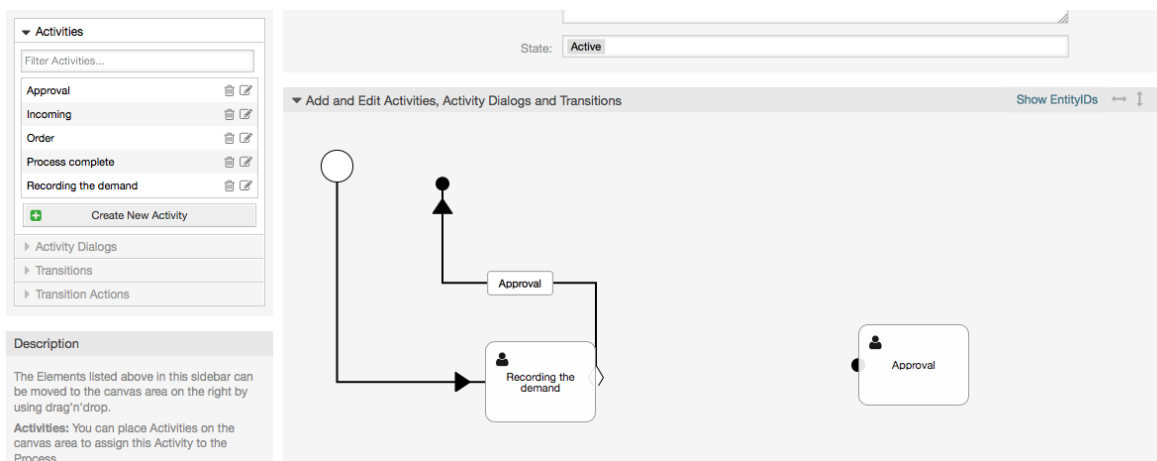 Activities
Filter Activities...
Approval
Incoming
Order
Process complete
Recording the demand
Create New Activity
Activity Dialogs
Transitions
Transition Actions
Description
The Elements listed above in this sidebar can
be moved to the canvas area on the right by
using drag'n'drop.
Activities: You can place Activities on the
canvas area to assign this Activity to the
Process.
State: Active
Add and Edit Activities, Activity Dialogs and Transitions
Show EntityIDs
Approval
Recording the
demand
Approval